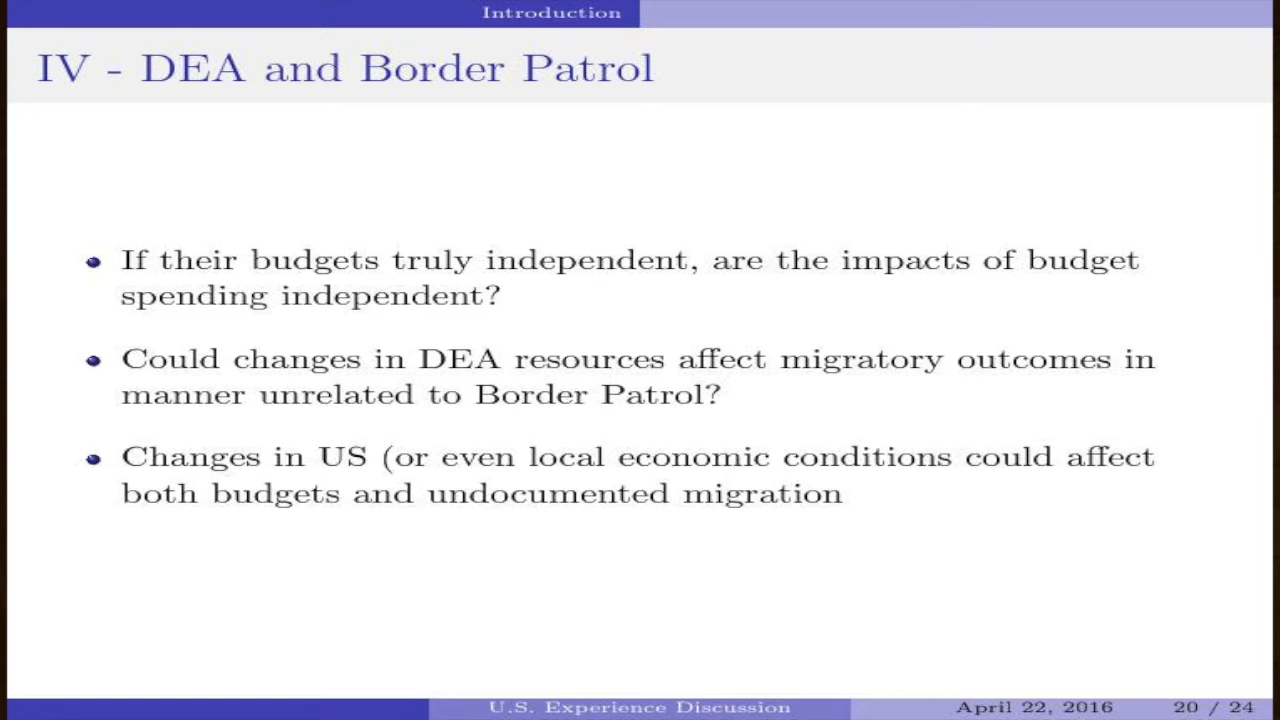 Introduction
IV - DEA and Border Patrol
If their budgets truly independent, are the impacts of budget
spending independent?
Could changes in DEA resources affect migratory outcomes in
manner unrelated to Border Patrol?
Changes in US (or even local economic conditions could affect
both budgets and undocumented migration
U.S. Experience Discussion April 22, 2016 20 / 24